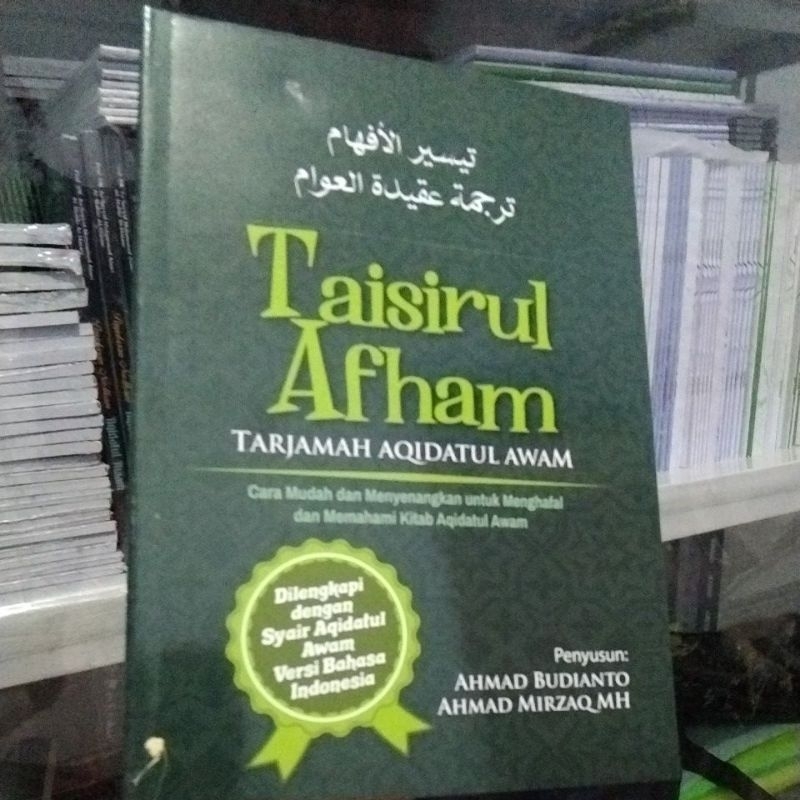 تيسير الأفهام
ترجمة عقيدة العوام
Taisirul
Afham
TARJAMAH AQIDATUL AWAM
Cara Mudah dan Menyenangkan untuk Menghafal
dan Memahami Kitab Aqidatul Awam
Dilengkapi
dengan
Syair Aqidatul
Awam
Versi Bahasa
Indonesia
Penyusun:
AHMAD BUDIANTO
AHMAD MIRZAQ MH